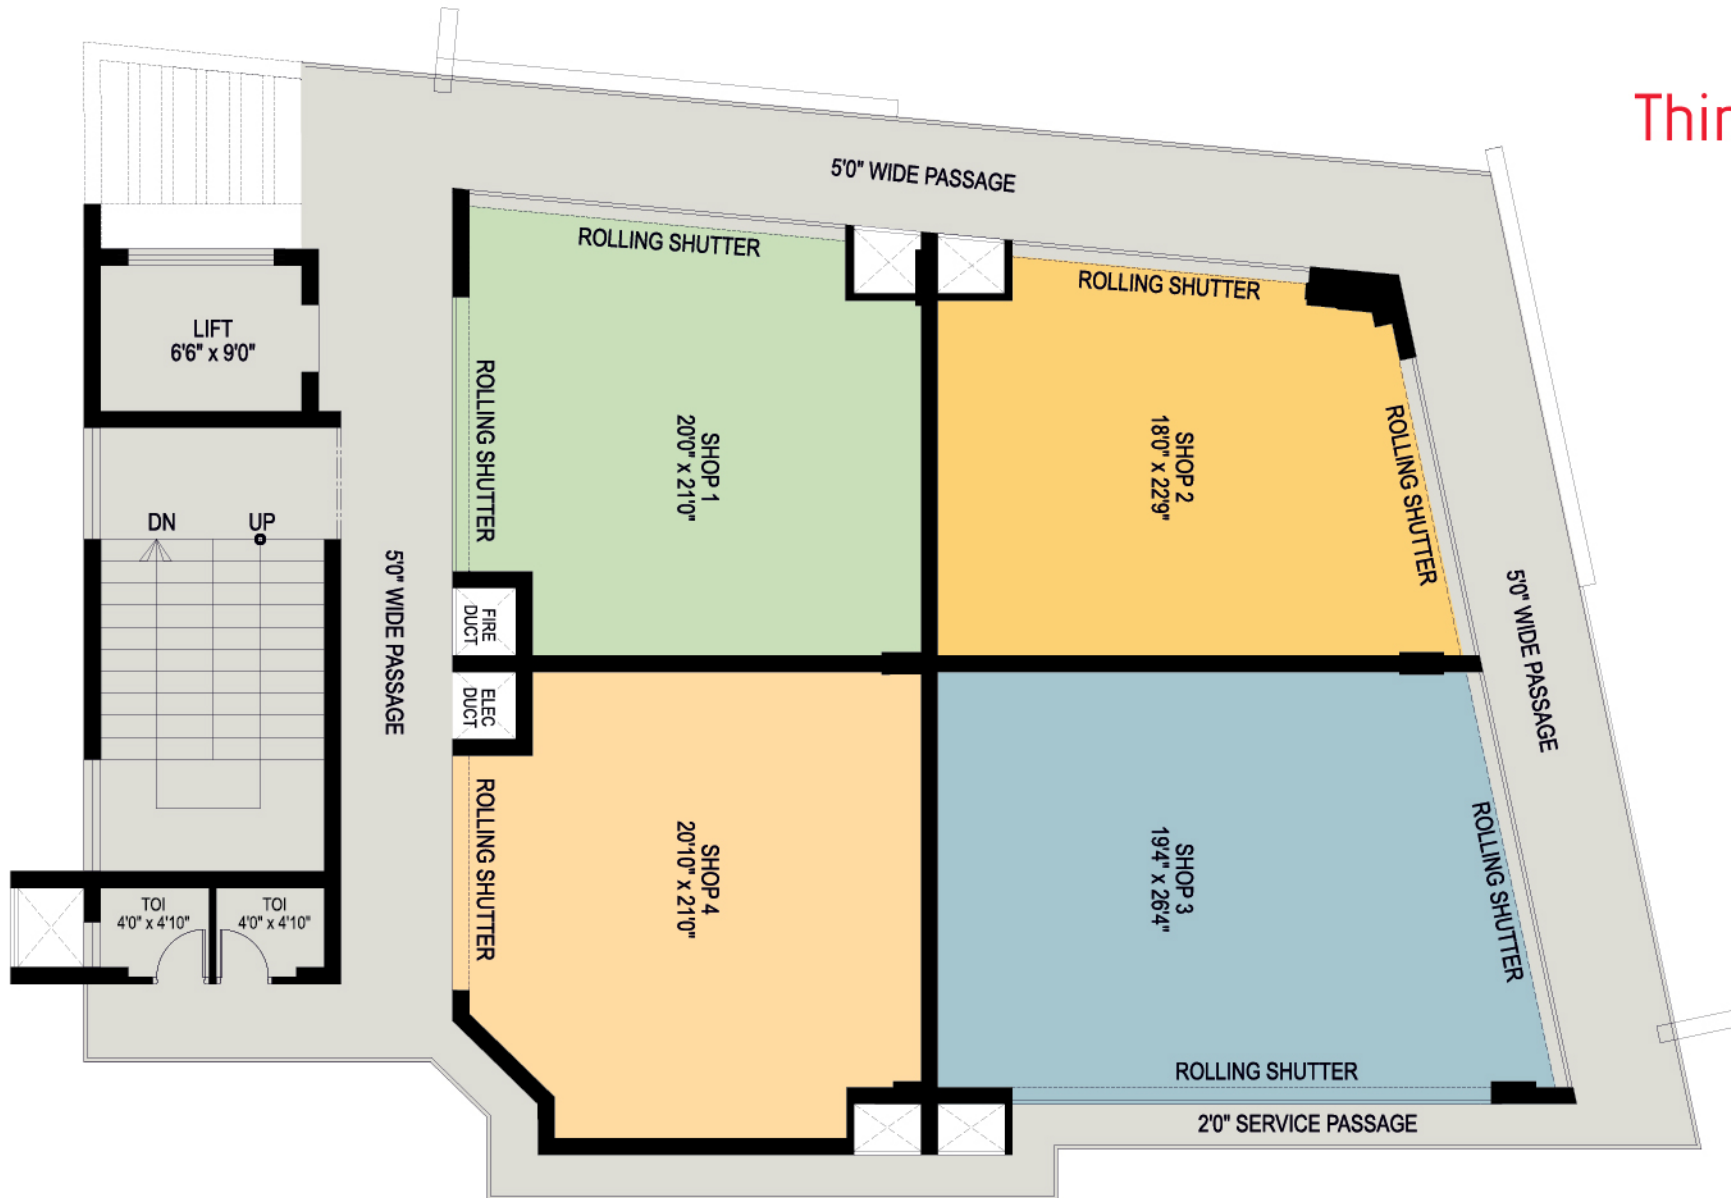 Thir
5'0" WIDE PASSAGE
ROLLING SHUTTER
ROLLING SHUTTER
LIFT
6'6" x 9'0"
ROLLING SHUTTER
SHOP 1
20'0" x 21'0"
SHOP 2
18'0" x 22'9"
ROLLING SHUTTER
DN
UP
5'0" WIDE PASSAGE
FIRE
DUCT
5'0" WIDE PASSAGE
ELEC
DUCT
ROLLING SHUTTER
SHOP 4
20'10" x 21'0"
SHOP 3
19'4" x 26'4"
ROLLING SHUTTER
TOI
4'0" x 4'10"
TOI
4'0" x 4'10"
ROLLING SHUTTER
2'0" SERVICE PASSAGE